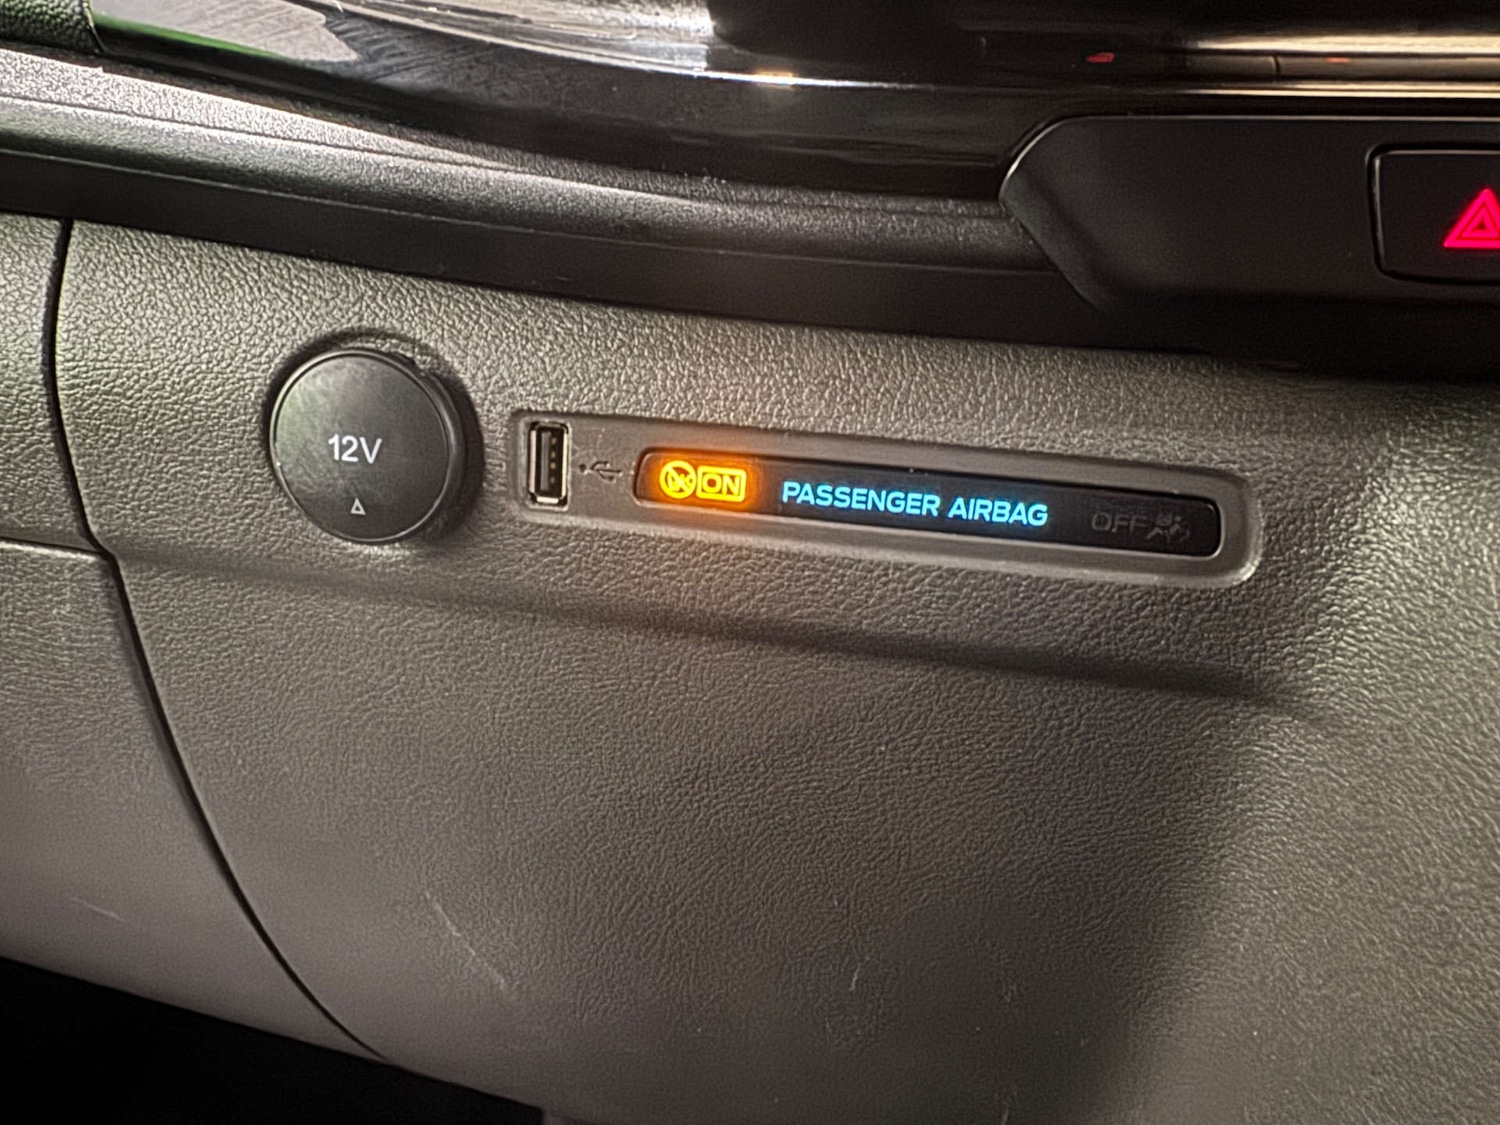 12V
ON PASSENGER AIRBAG OFF